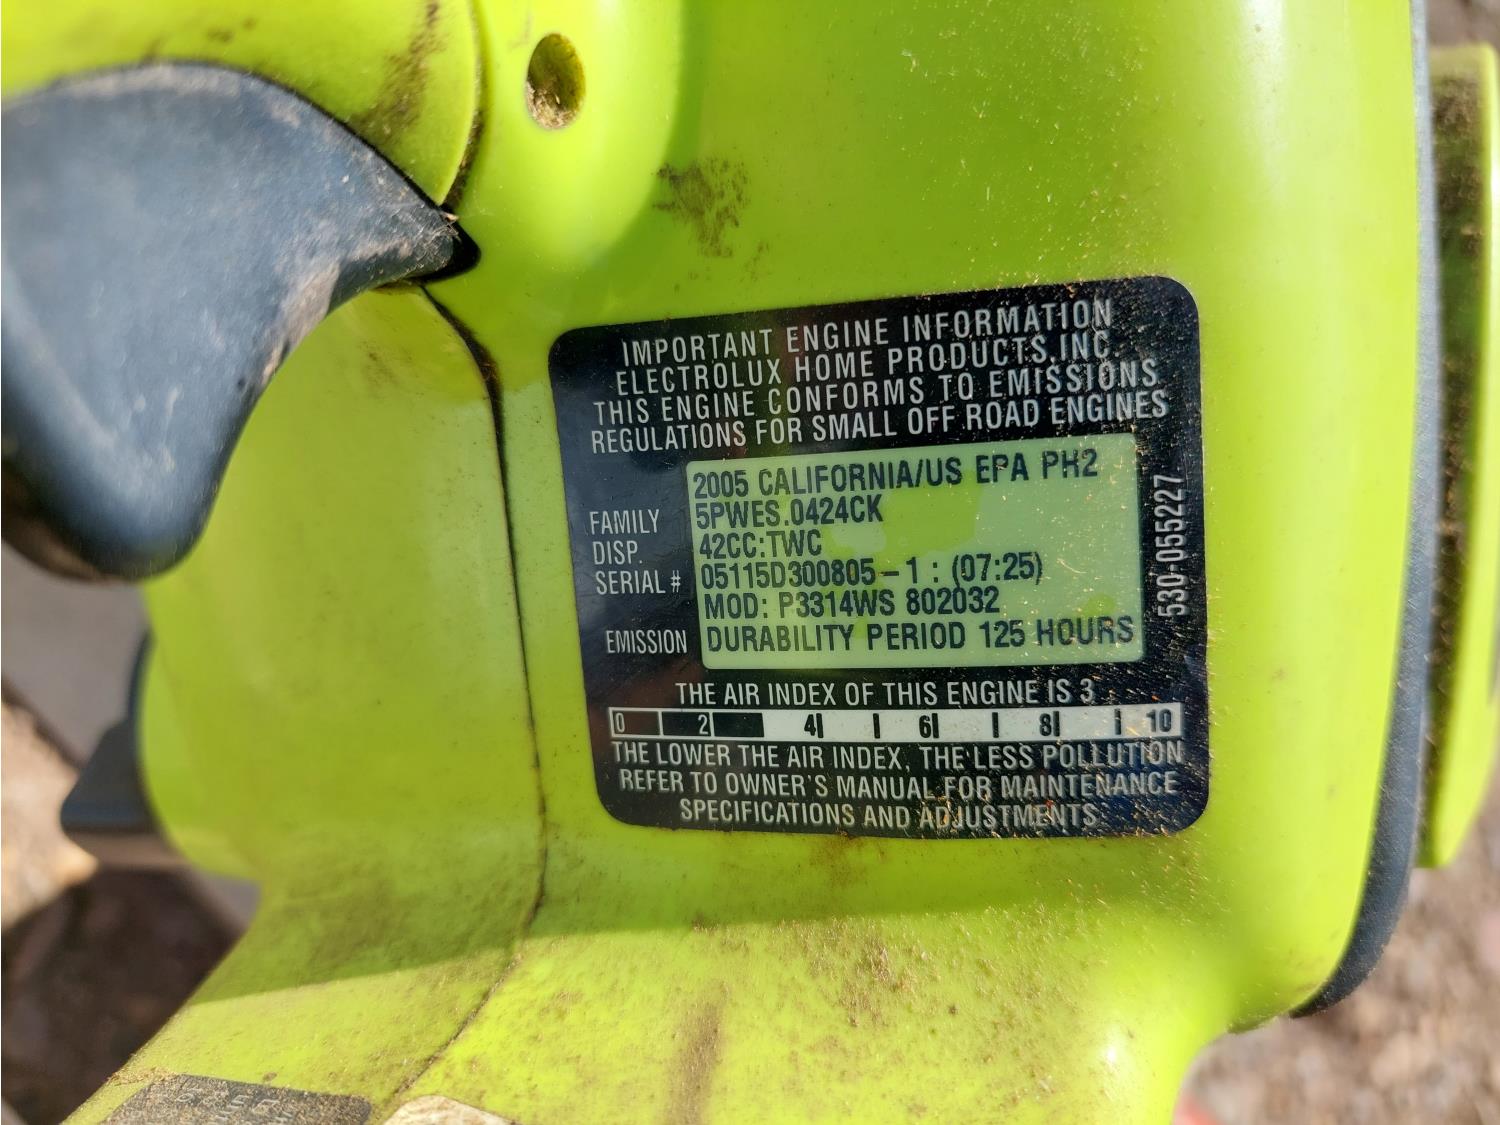 IMPORTANT ENGINE INFORMATION
ELECTROLUX HOME PRODUCTS, INC.
THIS ENGINE CONFORMS TO EMISSIONS
REGULATIONS FOR SMALL OFF ROAD ENGINES
2005 CALIFORNIA/US EPA PH2
FAMILY 5PWES.0424CK
DISP. 42CC:TWC
SERIAL # 05115D300805-1 : (07:25)
MOD: P3314WS 802032
EMISSION DURABILITY PERIOD 125 HOURS
530-055227
THE AIR INDEX OF THIS ENGINE IS 3
0 2 4 6 8 10
THE LOWER THE AIR INDEX, THE LESS POLLUTION
REFER TO OWNER'S MANUAL FOR MAINTENANCE
SPECIFICATIONS AND ADJUSTMENTS